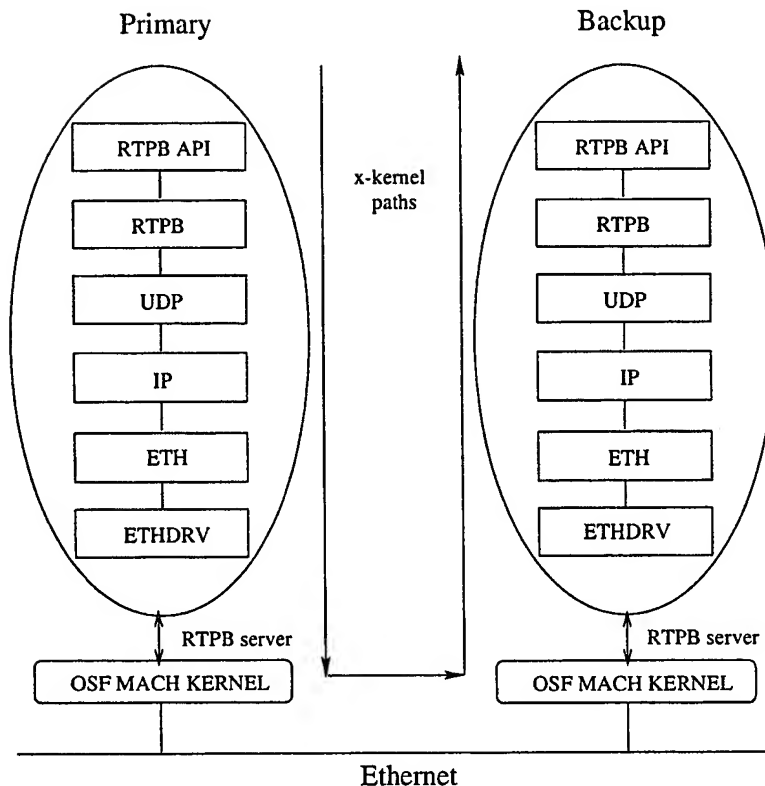 Primary
Backup
RTPB API
RTPB
UDP
IP
ETH
ETHDRV
x-kernel
paths
RTPB API
RTPB
UDP
IP
ETH
ETHDRV
RTPB server
OSF MACH KERNEL
RTPB server
OSF MACH KERNEL
Ethernet